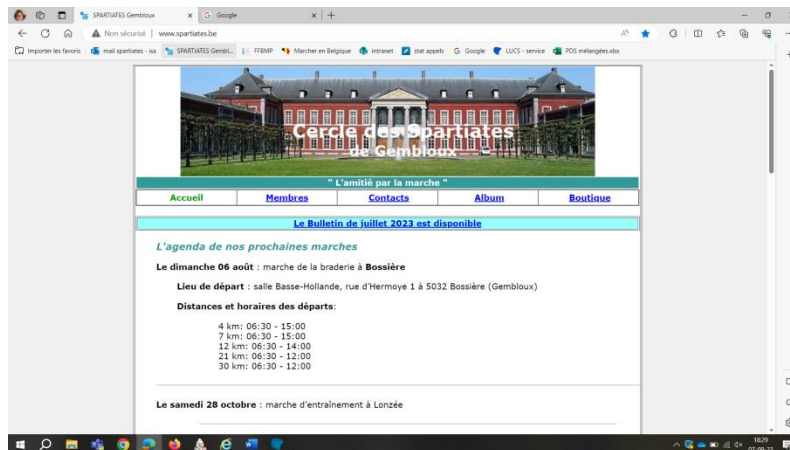 SPARTIATES Gembloux
Google
Non sécurisé | www.spartiates.be
Importer les favoris
mail spartiates - isa
SPARTIATES Gembl...
FFBMP
Marcher en Belgique
intranet
stat appels
Google
LUCS - service
PDS mélangées.xlsx
Cercle des Spartiates
de Gembloux
" L'amitié par la marche "
Accueil Membres Contacts Album Boutique
Le Bulletin de juillet 2023 est disponible
L'agenda de nos prochaines marches
Le dimanche 06 août : marche de la braderie à Bossière
Lieu de départ : salle Basse-Hollande, rue d'Hermoye 1 à 5032 Bossière (Gembloux)
Distances et horaires des départs:
4 km: 06:30 - 15:00
7 km: 06:30 - 15:00
12 km: 06:30 - 14:00
21 km: 06:30 - 12:00
30 km: 06:30 - 12:00
Le samedi 28 octobre : marche d'entraînement à Lonzée
18:29